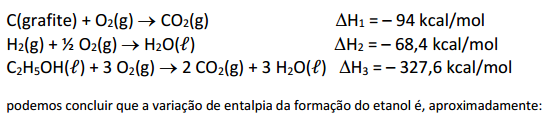 C(grafite) + O₂(g) → CO₂(g) ΔH₁ = – 94 kcal/mol
H₂(g) + ½ O₂(g) → H₂O(ℓ) ΔH₂ = – 68,4 kcal/mol
C₂H₅OH(ℓ) + 3 O₂(g) → 2 CO₂(g) + 3 H₂O(ℓ) ΔH₃ = – 327,6 kcal/mol
podemos concluir que a variação de entalpia da formação do etanol é, aproximadamente: